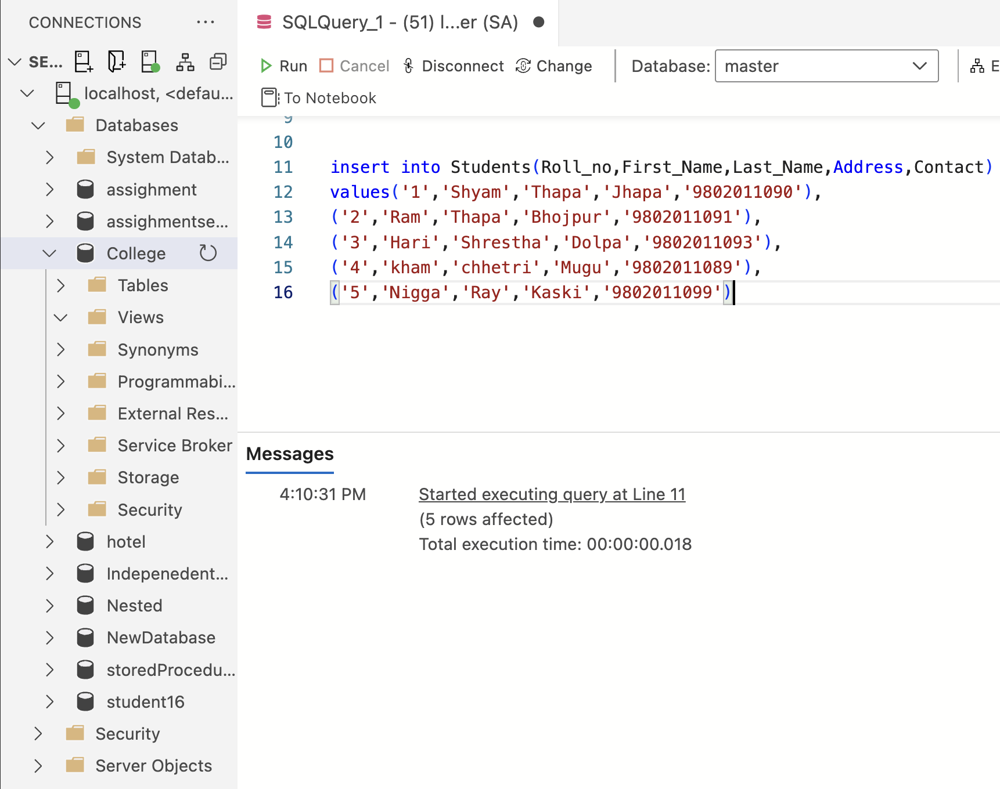 CONNECTIONS ...
SE...
localhost, <defau...
Databases
System Datab...
assighment
assighmentse...
College
Tables
Views
Synonyms
Programmabi...
External Res...
Service Broker
Storage
Security
hotel
Indepenedent...
Nested
NewDatabase
storedProcedu...
student16
Security
Server Objects
SQLQuery_1 - (51) l...er (SA)
Run Cancel Disconnect Change Database: master E
To Notebook
9
10
11 insert into Students(Roll_no,First_Name,Last_Name,Address,Contact)
12 values('1','Shyam','Thapa','Jhapa','9802011090'),
13 ('2','Ram','Thapa','Bhojpur','9802011091'),
14 ('3','Hari','Shrestha','Dolpa','9802011093'),
15 ('4','kham','chhetri','Mugu','9802011089'),
16 ('5','Nigga','Ray','Kaski','9802011099')
Messages
4:10:31 PM Started executing query at Line 11
(5 rows affected)
Total execution time: 00:00:00.018